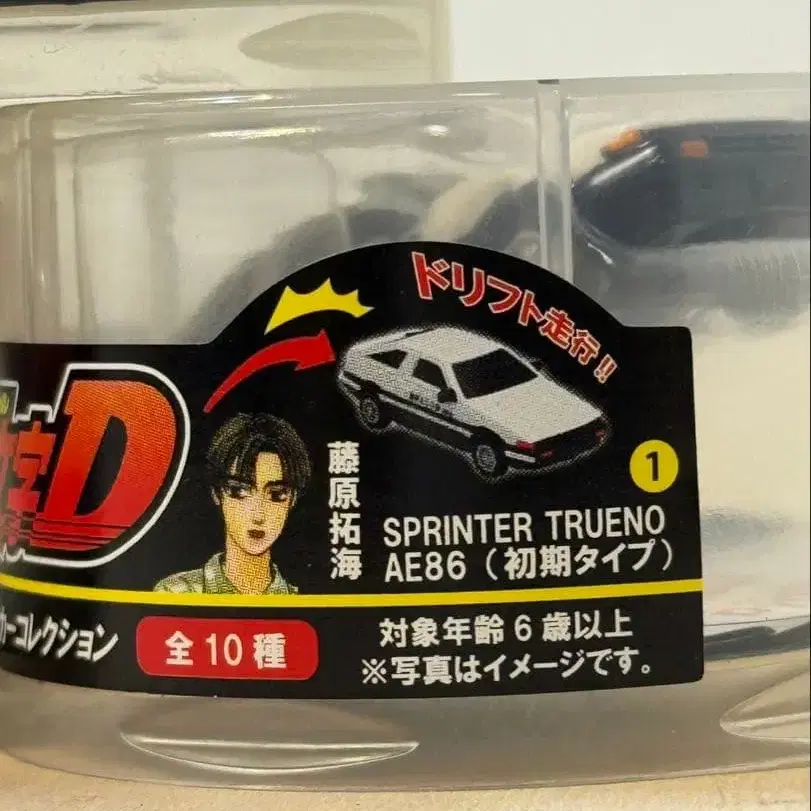 ドリフト走行!!
字D
藤原拓海
1
SPRINTER TRUENO
AE86(初期タイプ)
カーコレクション
全10種
対象年齢6歳以上
※写真はイメージです。